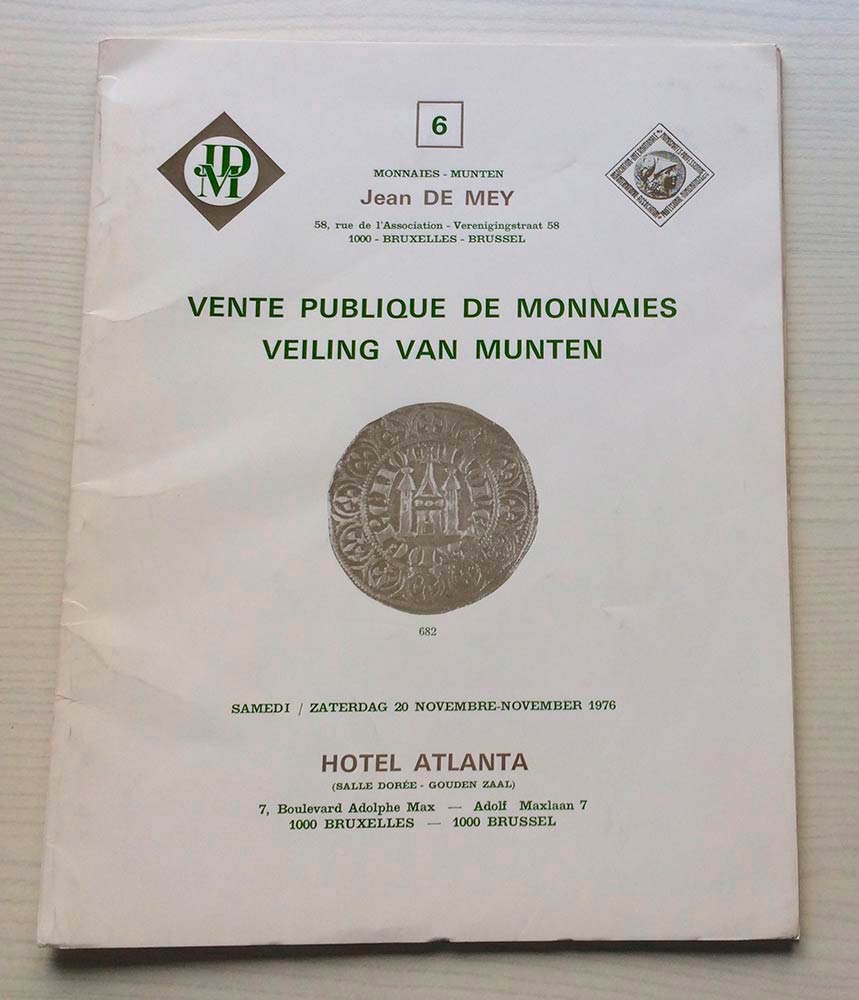 6
JDM
MONNAIES - MUNTEN
Jean DE MEY
58, rue de l'Association - Verenigingstraat 58
1000 - BRUXELLES - BRUSSEL
VENTE PUBLIQUE DE MONNAIES
VEILING VAN MUNTEN
682
SAMEDI / ZATERDAG 20 NOVEMBRE-NOVEMBER 1976
HOTEL ATLANTA
(SALLE DORÉE - GOUDEN ZAAL)
7, Boulevard Adolphe Max — Adolf Maxlaan 7
1000 BRUXELLES — 1000 BRUSSEL